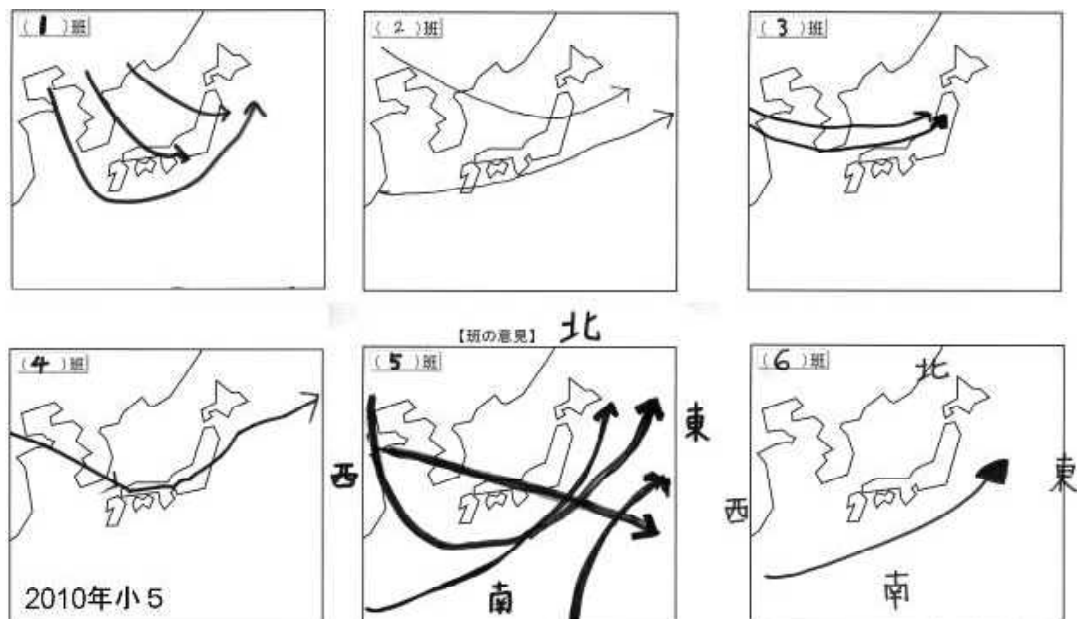 (1)班
(2)班
(3)班
【班の意見】
北
(4)班
(5)班
(6)班
北
西
東
西
東
南
南
2010年小5